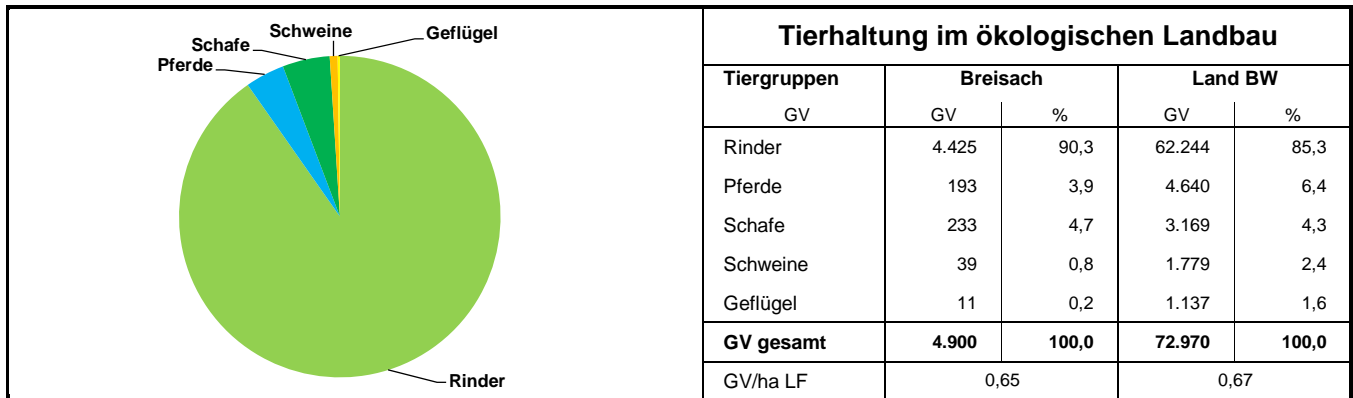 Schweine
Geflügel
Schafe
Pferde
Rinder
Tierhaltung im ökologischen Landbau
Tiergruppen Breisach Land BW
GV GV % GV %
Rinder 4.425 90,3 62.244 85,3
Pferde 193 3,9 4.640 6,4
Schafe 233 4,7 3.169 4,3
Schweine 39 0,8 1.779 2,4
Geflügel 11 0,2 1.137 1,6
GV gesamt 4.900 100,0 72.970 100,0
GV/ha LF 0,65 0,67